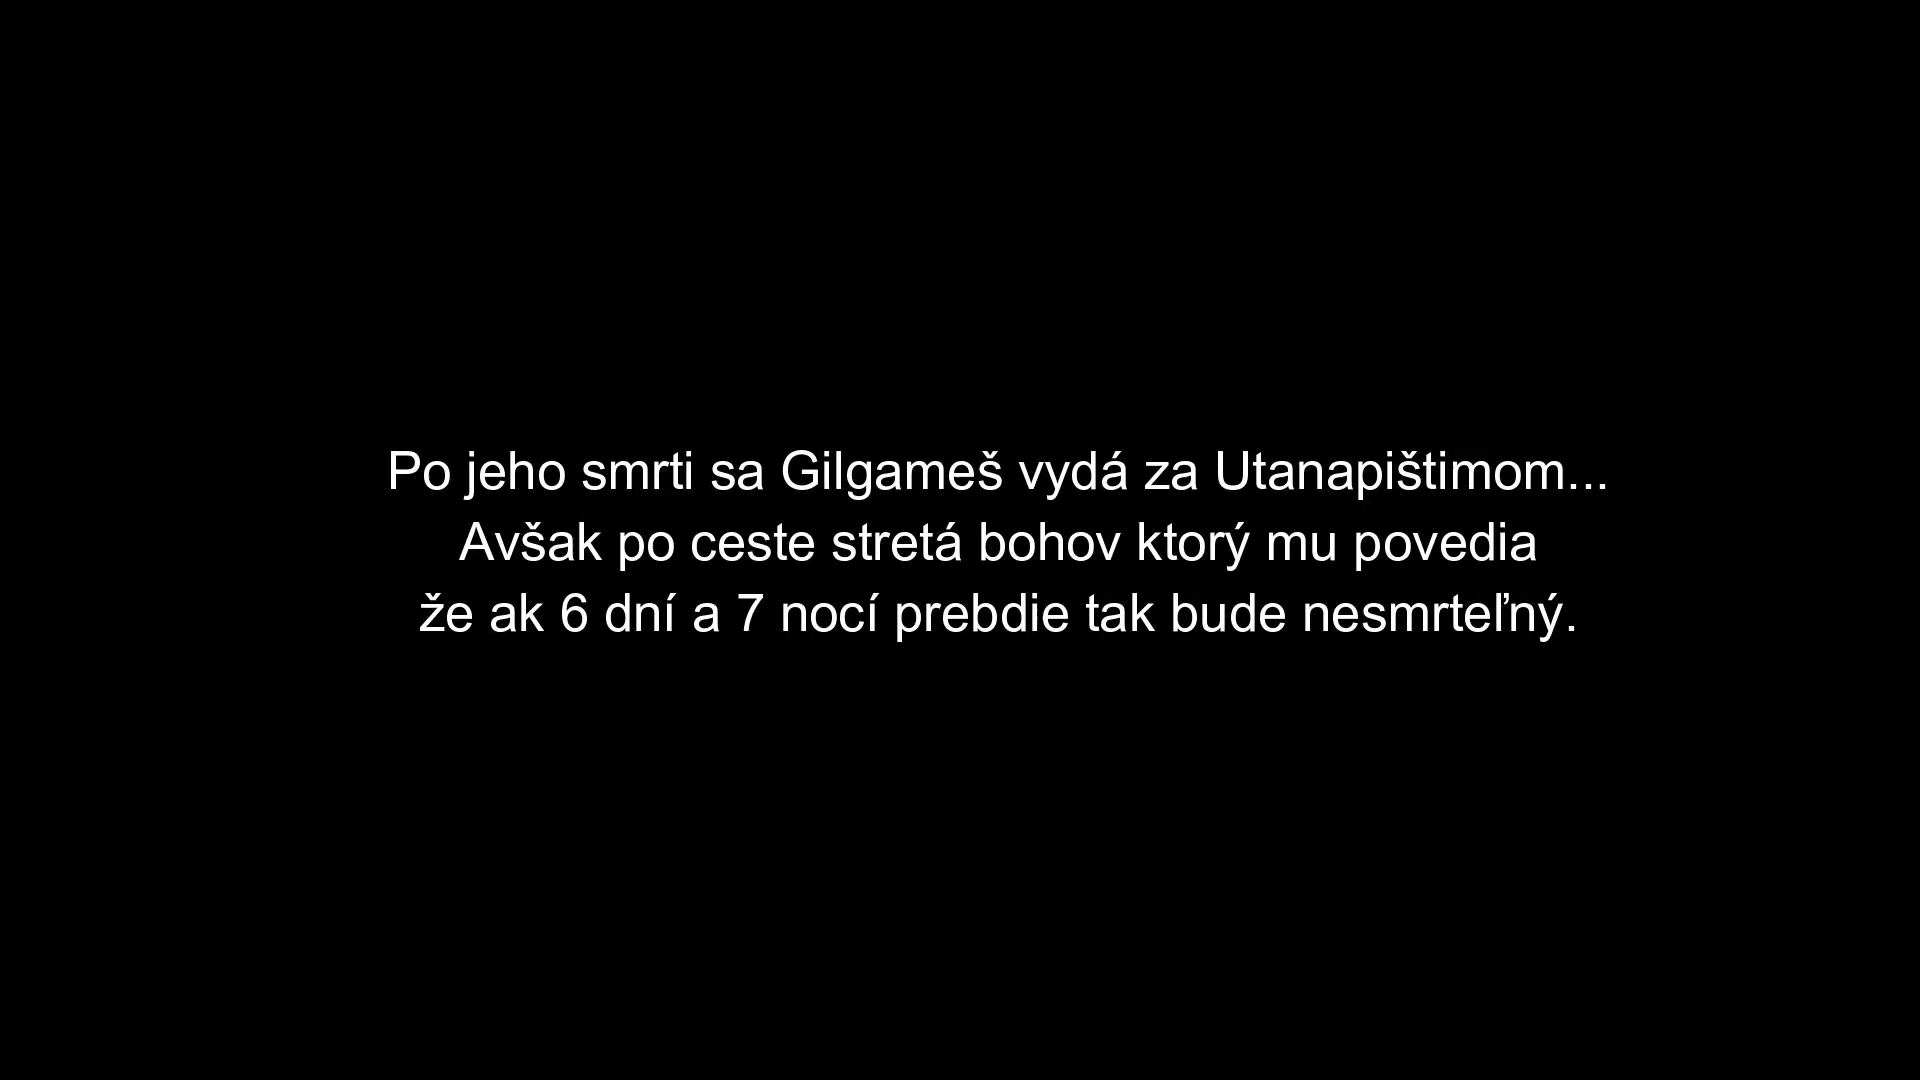 Po jeho smrti sa Gilgameš vydá za Utanapištimom...
Avšak po ceste stretá bohov ktorý mu povedia
že ak 6 dní a 7 nocí prebdie tak bude nesmrteľný.